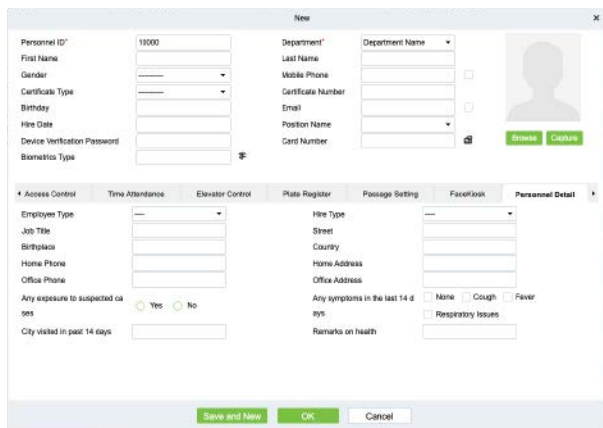 New ×
Personnel ID* 10000 Department* Department Name
First Name Last Name
Gender ---------- Mobile Phone
Certificate Type ---------- Certificate Number
Birthday Email
Hire Date Position Name
Device Verification Password Card Number Browse Capture
Biometrics Type
Access Control Time Attendance Elevator Control Plate Register Passage Setting FaceKiosk Personnel Detail
Employee Type ---- Hire Type ----
Job Title Street
Birthplace Country
Home Phone Home Address
Office Phone Office Address
Any exposure to suspected ca Yes No Any symptoms in the last 14 d None Cough Fever
ses ays Respiratory Issues
City visited in past 14 days Remarks on health
Save and New OK Cancel